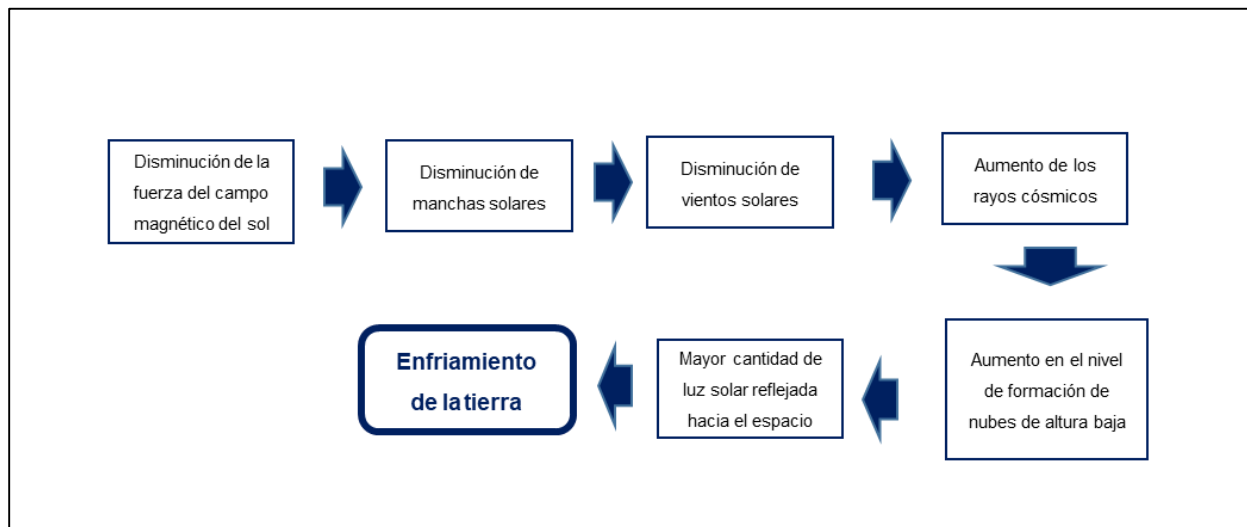 Disminución de la
fuerza del campo
magnético del sol
Disminución de
manchas solares
Disminución de
vientos solares
Aumento de los
rayos cósmicos
Aumento en el nivel
de formación de
nubes de altura baja
Mayor cantidad de
luz solar reflejada
hacia el espacio
Enfriamiento
de la tierra